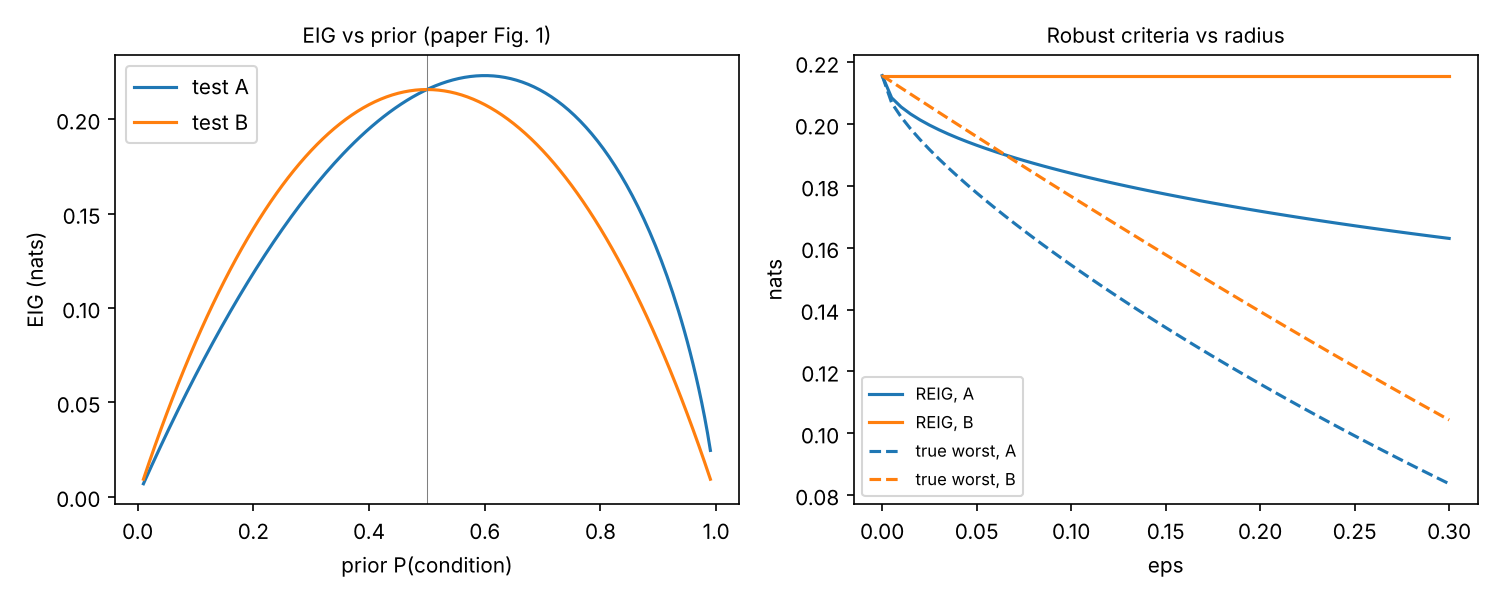 EIG vs prior (paper Fig. 1)
test A
test B
EIG (nats)
0.20
0.15
0.10
0.05
0.00
0.0 0.2 0.4 0.6 0.8 1.0
prior P(condition)
Robust criteria vs radius
nats
0.22
0.20
0.18
0.16
0.14
0.12
0.10
0.08
REIG, A
REIG, B
true worst, A
true worst, B
0.00 0.05 0.10 0.15 0.20 0.25 0.30
eps